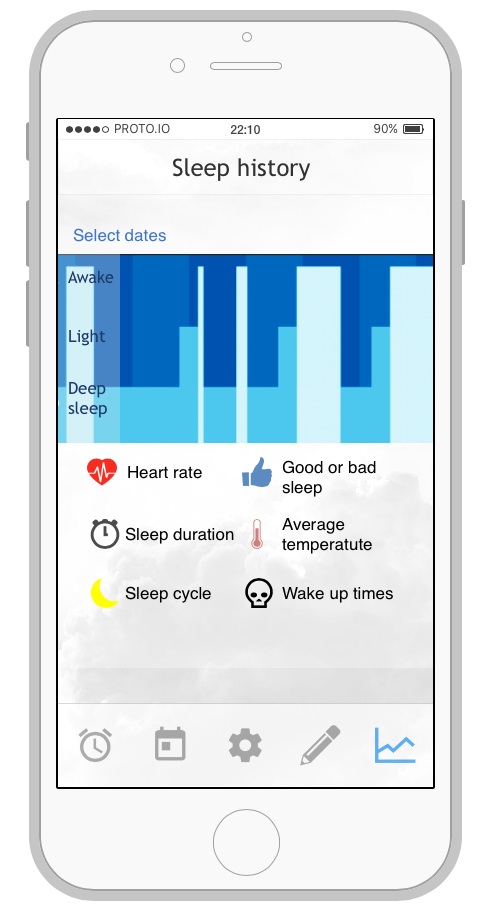 PROTO.IO 22:10 90%
Sleep history
Select dates
Awake
Light
Deep
sleep
Heart rate
Good or bad
sleep
Sleep duration
Average
temperatute
Sleep cycle
Wake up times